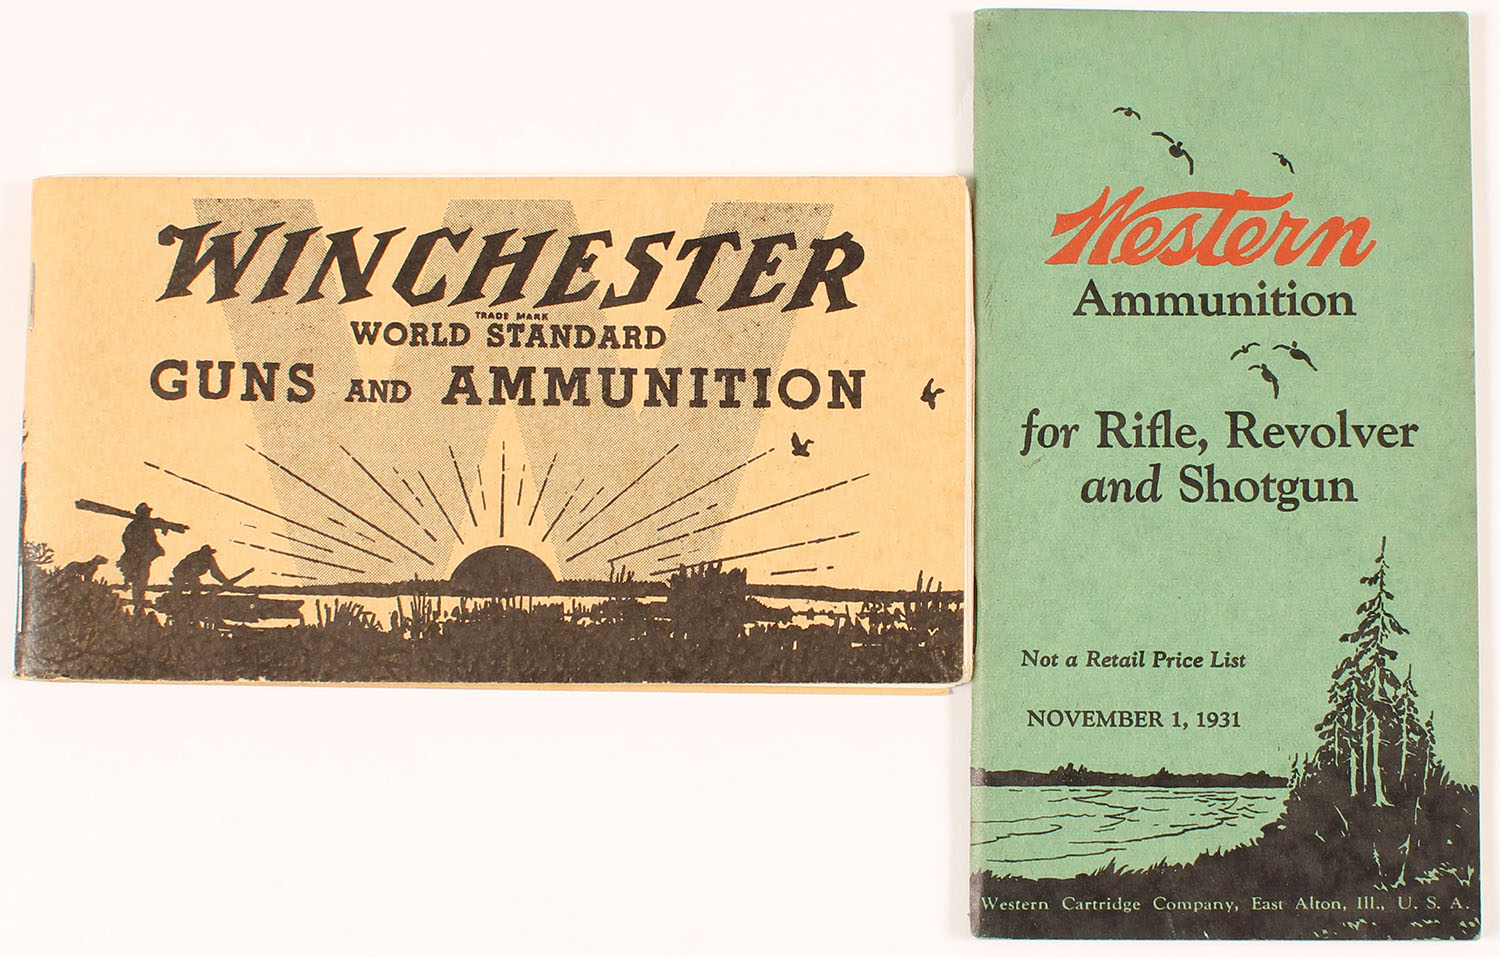 WINCHESTER
TRADE MARK
WORLD STANDARD
GUNS AND AMMUNITION
Western
Ammunition
for Rifle, Revolver
and Shotgun
Not a Retail Price List
NOVEMBER 1, 1931
Western Cartridge Company, East Alton, Ill., U. S. A.